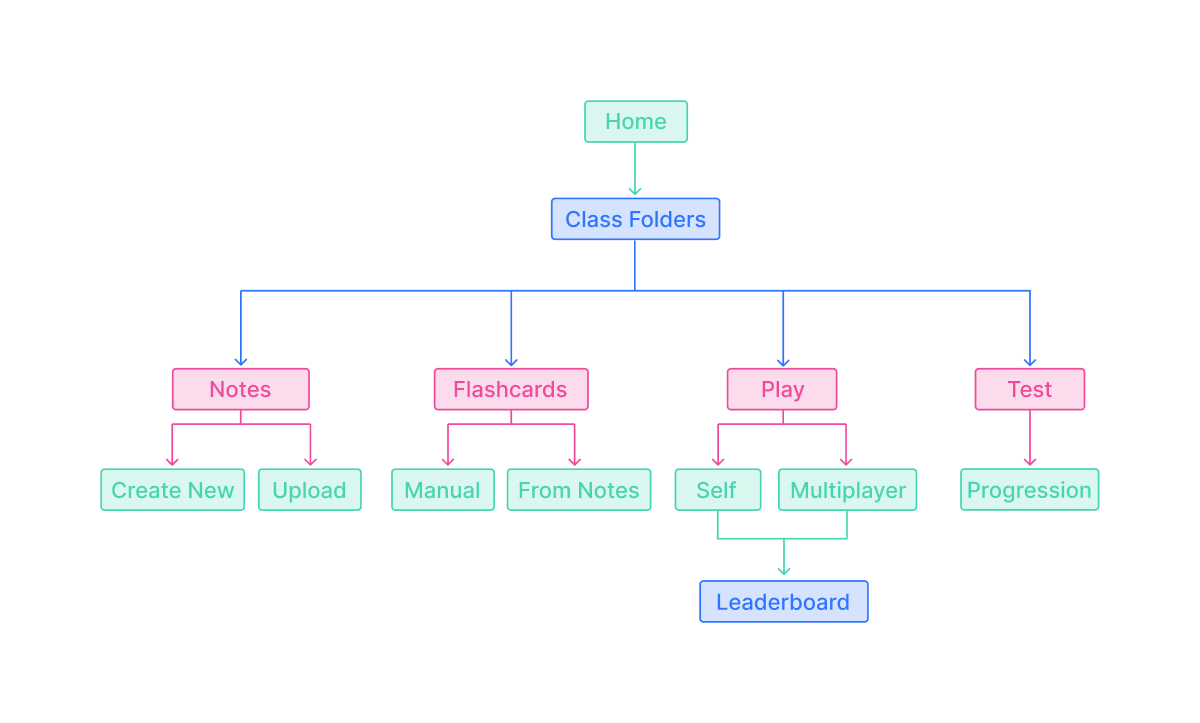 Home
Class Folders
Notes
Flashcards
Play
Test
Create New
Upload
Manual
From Notes
Self
Multiplayer
Progression
Leaderboard